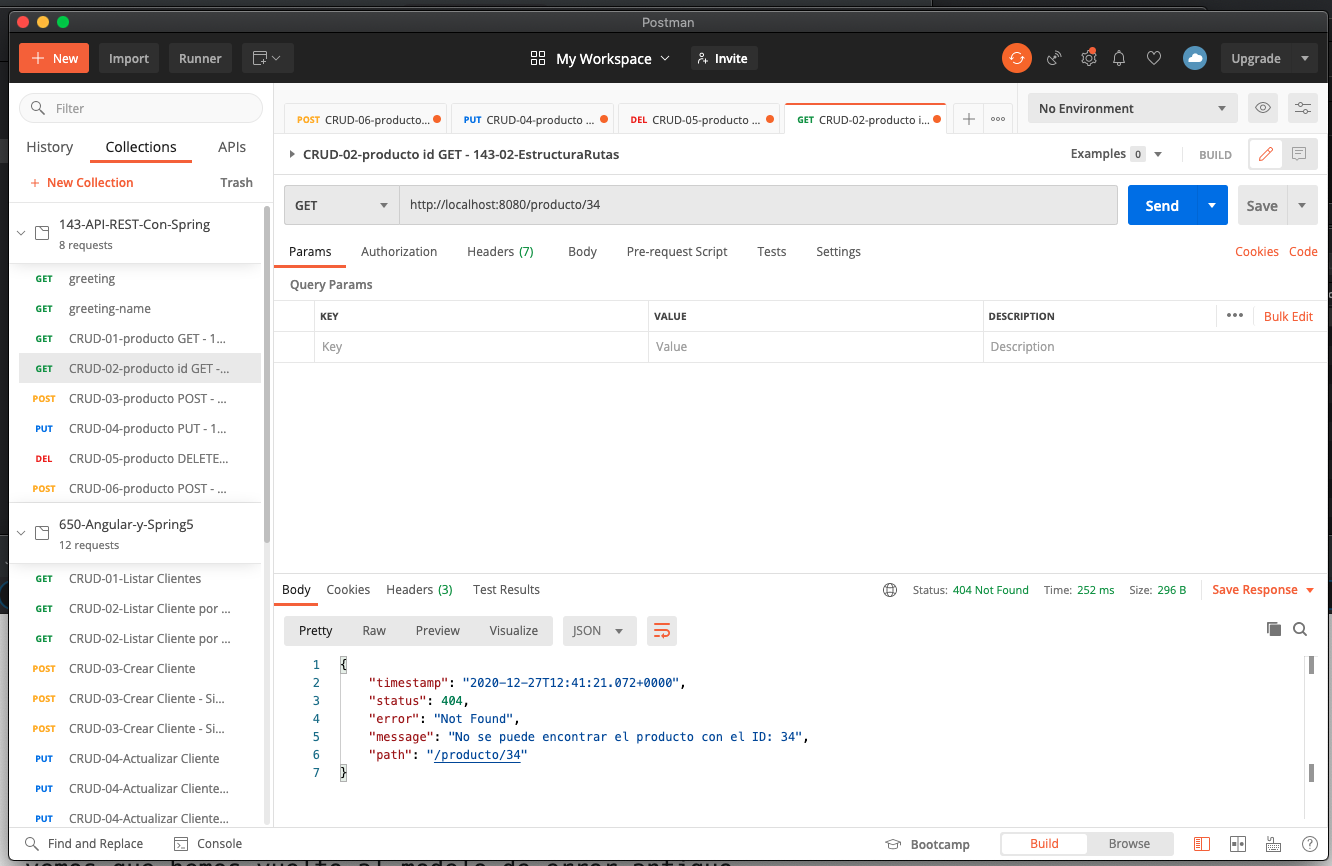 Postman
New
Import
Runner
My Workspace
Invite
Upgrade
Filter
History
Collections
APIs
+ New Collection
Trash
143-API-REST-Con-Spring
8 requests
GET greeting
GET greeting-name
GET CRUD-01-producto GET - 1...
GET CRUD-02-producto id GET -...
POST CRUD-03-producto POST - ...
PUT CRUD-04-producto PUT - 1...
DEL CRUD-05-producto DELETE...
POST CRUD-06-producto POST - ...
650-Angular-y-Spring5
12 requests
GET CRUD-01-Listar Clientes
GET CRUD-02-Listar Cliente por ...
GET CRUD-02-Listar Cliente por ...
POST CRUD-03-Crear Cliente
POST CRUD-03-Crear Cliente - Si...
POST CRUD-03-Crear Cliente - Si...
PUT CRUD-04-Actualizar Cliente
PUT CRUD-04-Actualizar Cliente...
PUT CRUD-04-Actualizar Cliente...
POST CRUD-06-producto...
PUT CRUD-04-producto ...
DEL CRUD-05-producto ...
GET CRUD-02-producto i...
No Environment
CRUD-02-producto id GET - 143-02-EstructuraRutas
Examples 0
BUILD
GET
http://localhost:8080/producto/34
Send
Save
Params
Authorization
Headers (7)
Body
Pre-request Script
Tests
Settings
Cookies
Code
Query Params
KEY VALUE DESCRIPTION
Bulk Edit
Key Value Description
Body
Cookies
Headers (3)
Test Results
Status: 404 Not Found
Time: 252 ms
Size: 296 B
Save Response
Pretty
Raw
Preview
Visualize
JSON
1 {
2 "timestamp": "2020-12-27T12:41:21.072+0000",
3 "status": 404,
4 "error": "Not Found",
5 "message": "No se puede encontrar el producto con el ID: 34",
6 "path": "/producto/34"
7 }
Find and Replace
Console
Bootcamp
Build
Browse